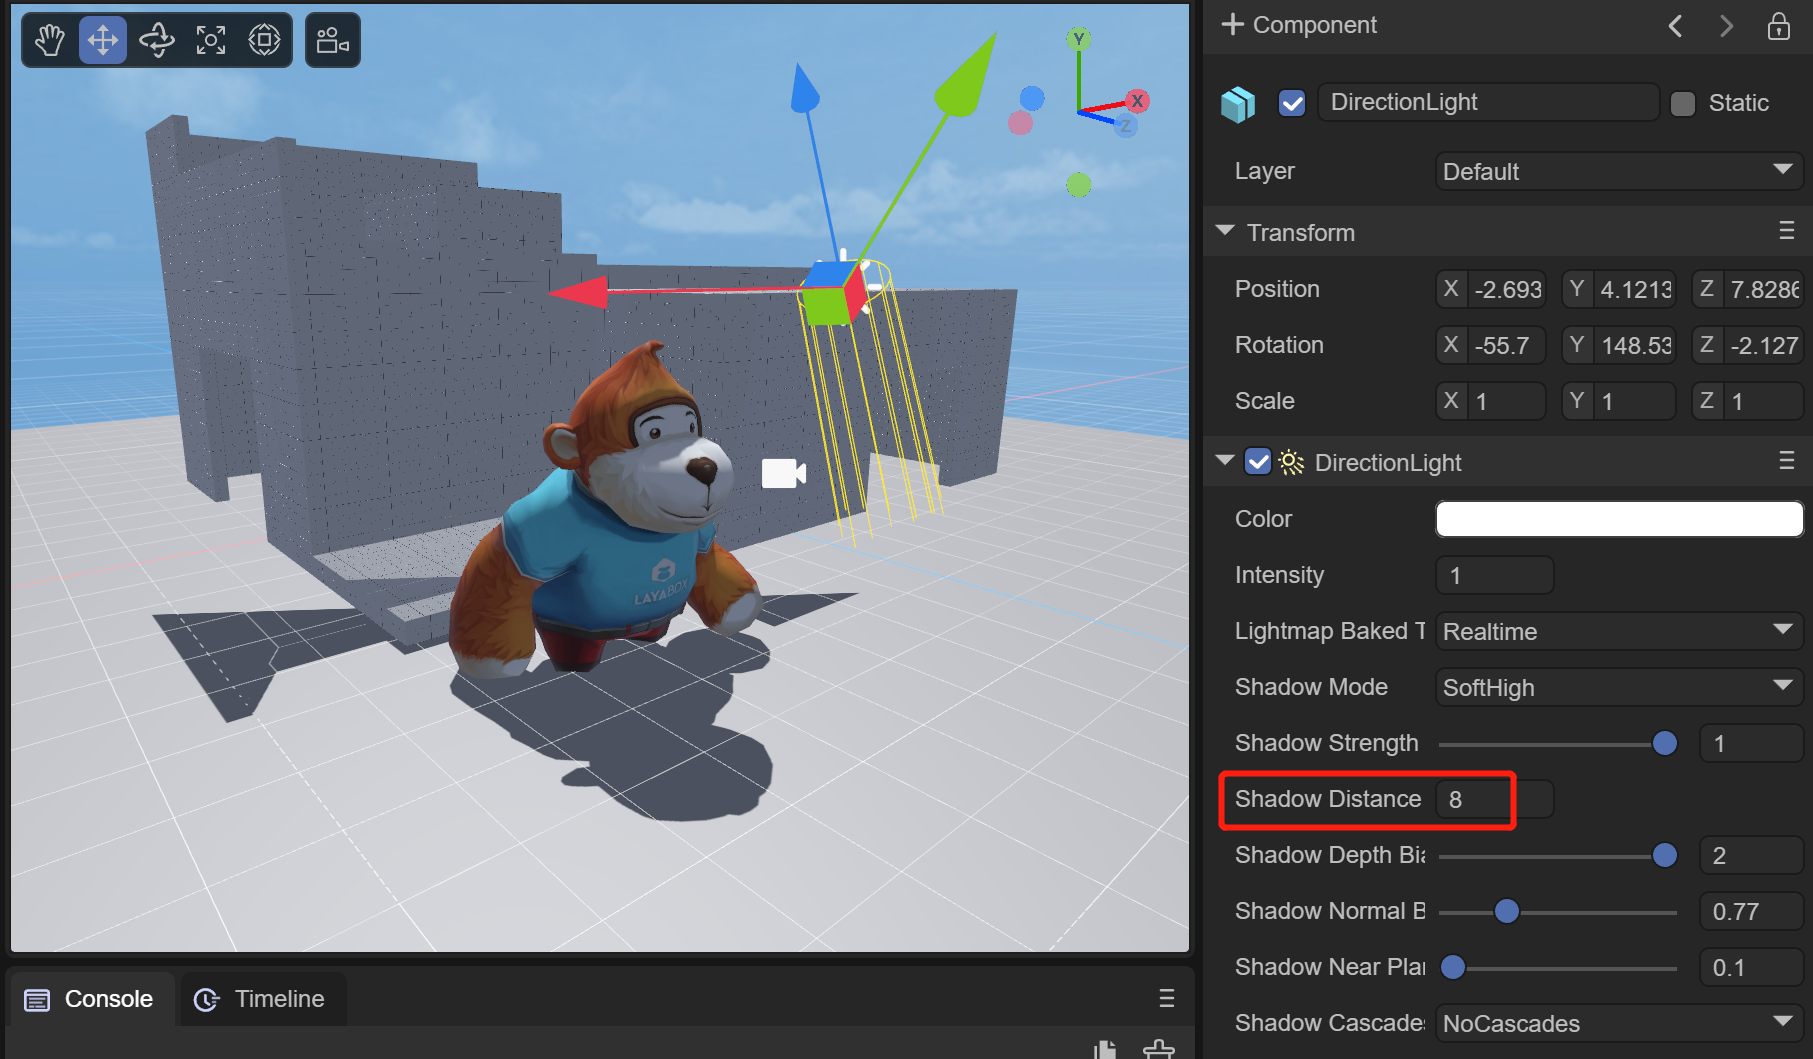 Component
DirectionLight
Static
Layer
Default
Transform
Position
X -2.693
Y 4.1213
Z 7.8286
Rotation
X -55.7
Y 148.53
Z -2.127
Scale
X 1
Y 1
Z 1
DirectionLight
Color
Intensity
1
Lightmap Baked T
Realtime
Shadow Mode
SoftHigh
Shadow Strength
1
Shadow Distance
8
Shadow Depth Bia
2
Shadow Normal B
0.77
Shadow Near Plan
0.1
Shadow Cascades
NoCascades
Y
X
Z
LAYABOX
Console
Timeline